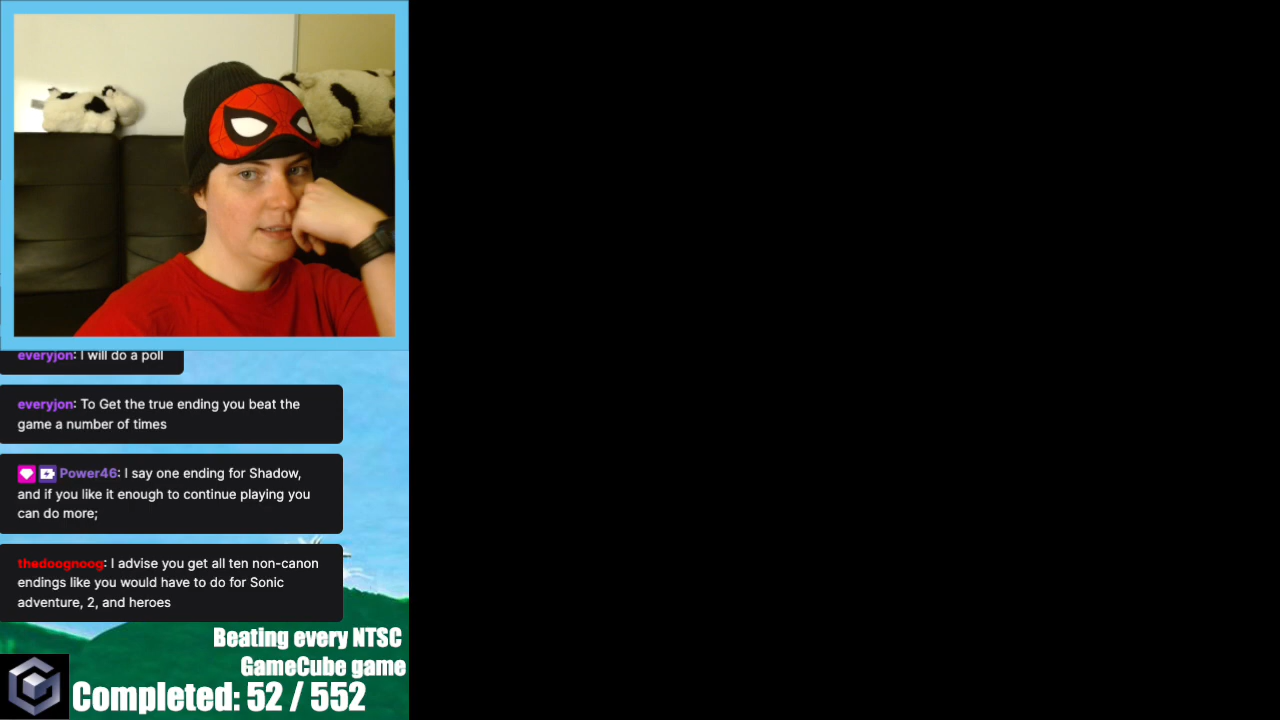 everyjon: I will do a poll
everyjon: To Get the true ending you beat the
game a number of times
Power46: I say one ending for Shadow,
and if you like it enough to continue playing you
can do more;
thedoognoog: I advise you get all ten non-canon
endings like you would have to do for Sonic
adventure, 2, and heroes
Beating every NTSC
GameCube game
Completed: 52 / 552